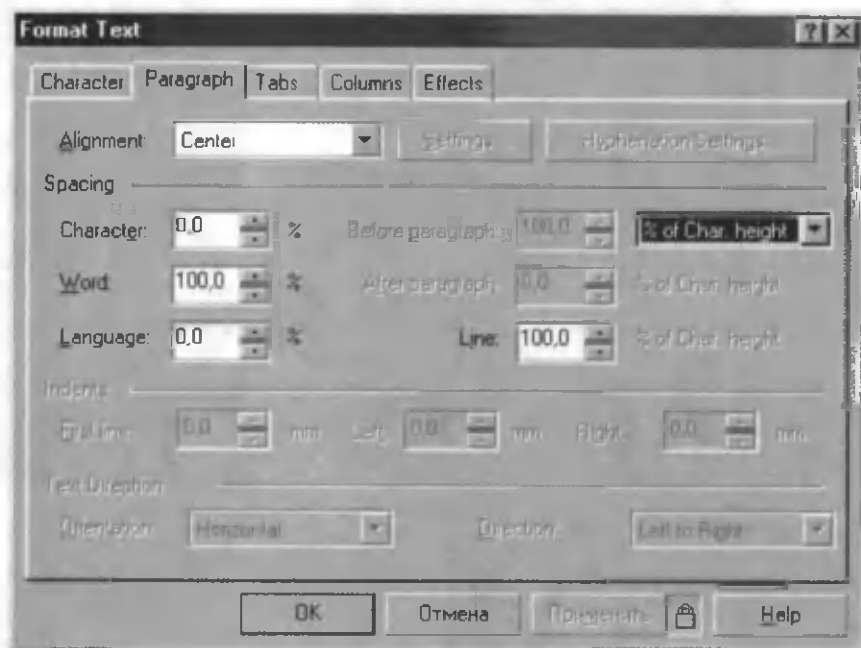 Format Text
Character Paragraph Tabs Columns Effects
Alignment: Center Settings Hyphenation Settings
Spacing
Character: 0,0 % Before paragraph: 100,0 % of Char. height
Word: 100,0 % After paragraph: 0,0 % of Char. height
Language: 0,0 % Line: 100,0 % of Char. height
Indents
First line: 0,0 mm Left: 0,0 mm Right: 0,0 mm
Text Direction
Orientation: Horizontal Direction: Left to Right
OK Отмена Применить Help